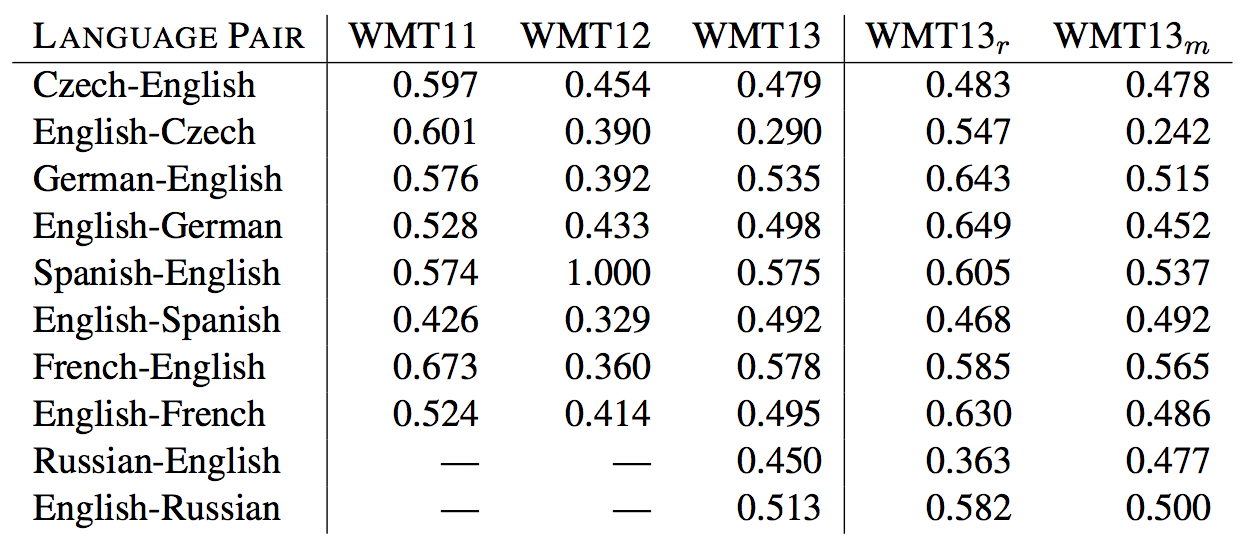 LANGUAGE PAIR WMT11 WMT12 WMT13 WMT13r WMT13m
Czech-English 0.597 0.454 0.479 0.483 0.478
English-Czech 0.601 0.390 0.290 0.547 0.242
German-English 0.576 0.392 0.535 0.643 0.515
English-German 0.528 0.433 0.498 0.649 0.452
Spanish-English 0.574 1.000 0.575 0.605 0.537
English-Spanish 0.426 0.329 0.492 0.468 0.492
French-English 0.673 0.360 0.578 0.585 0.565
English-French 0.524 0.414 0.495 0.630 0.486
Russian-English — — 0.450 0.363 0.477
English-Russian — — 0.513 0.582 0.500